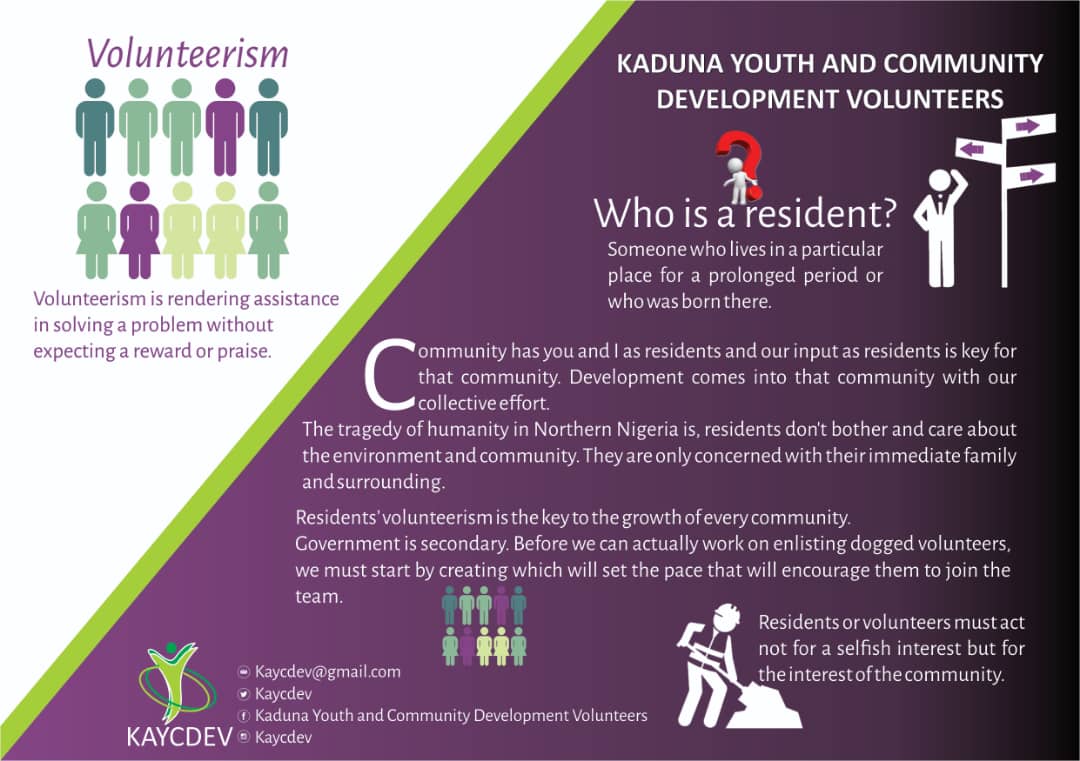 Volunteerism
Volunteerism is rendering assistance
in solving a problem without
expecting a reward or praise.
KADUNA YOUTH AND COMMUNITY
DEVELOPMENT VOLUNTEERS
Who is a resident?
Someone who lives in a particular
place for a prolonged period or
who was born there.
Community has you and I as residents and our input as residents is key for
that community. Development comes into that community with our
collective effort.
The tragedy of humanity in Northern Nigeria is, residents don't bother and care about
the environment and community. They are only concerned with their immediate family
and surrounding.
Residents' volunteerism is the key to the growth of every community.
Government is secondary. Before we can actually work on enlisting dogged volunteers,
we must start by creating which will set the pace that will encourage them to join the
team.
Residents or volunteers must act
not for a selfish interest but for
the interest of the community.
KAYCDEV
Kaycdev@gmail.com
Kaycdev
Kaduna Youth and Community Development Volunteers
Kaycdev